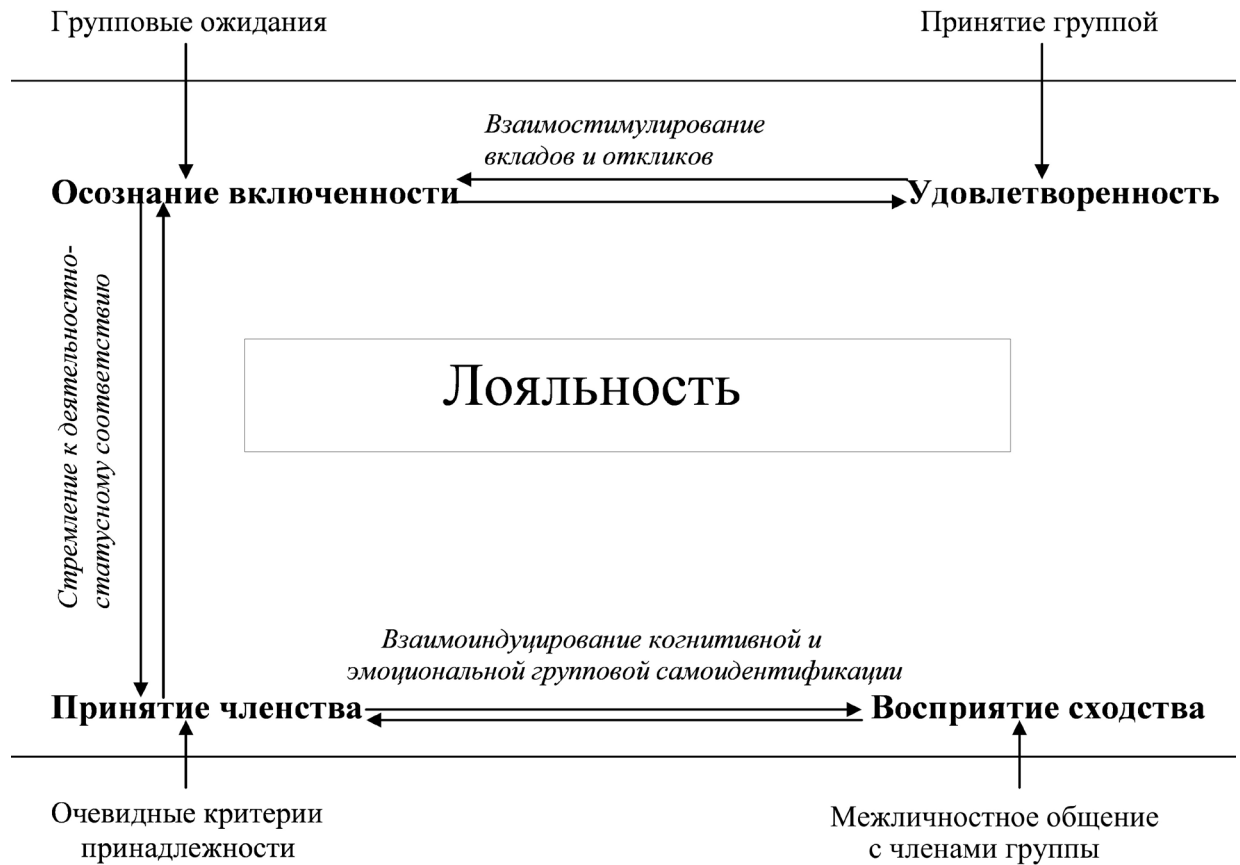 Групповые ожидания
Принятие группой
Взаимостимулирование
вкладов и откликов
Осознание включенности
Удовлетворенность
Стремление к деятельностно-
статусному соответствию
Лояльность
Взаимоиндуцирование когнитивной и
эмоциональной групповой самоидентификации
Принятие членства
Восприятие сходства
Очевидные критерии
принадлежности
Межличностное общение
с членами группы